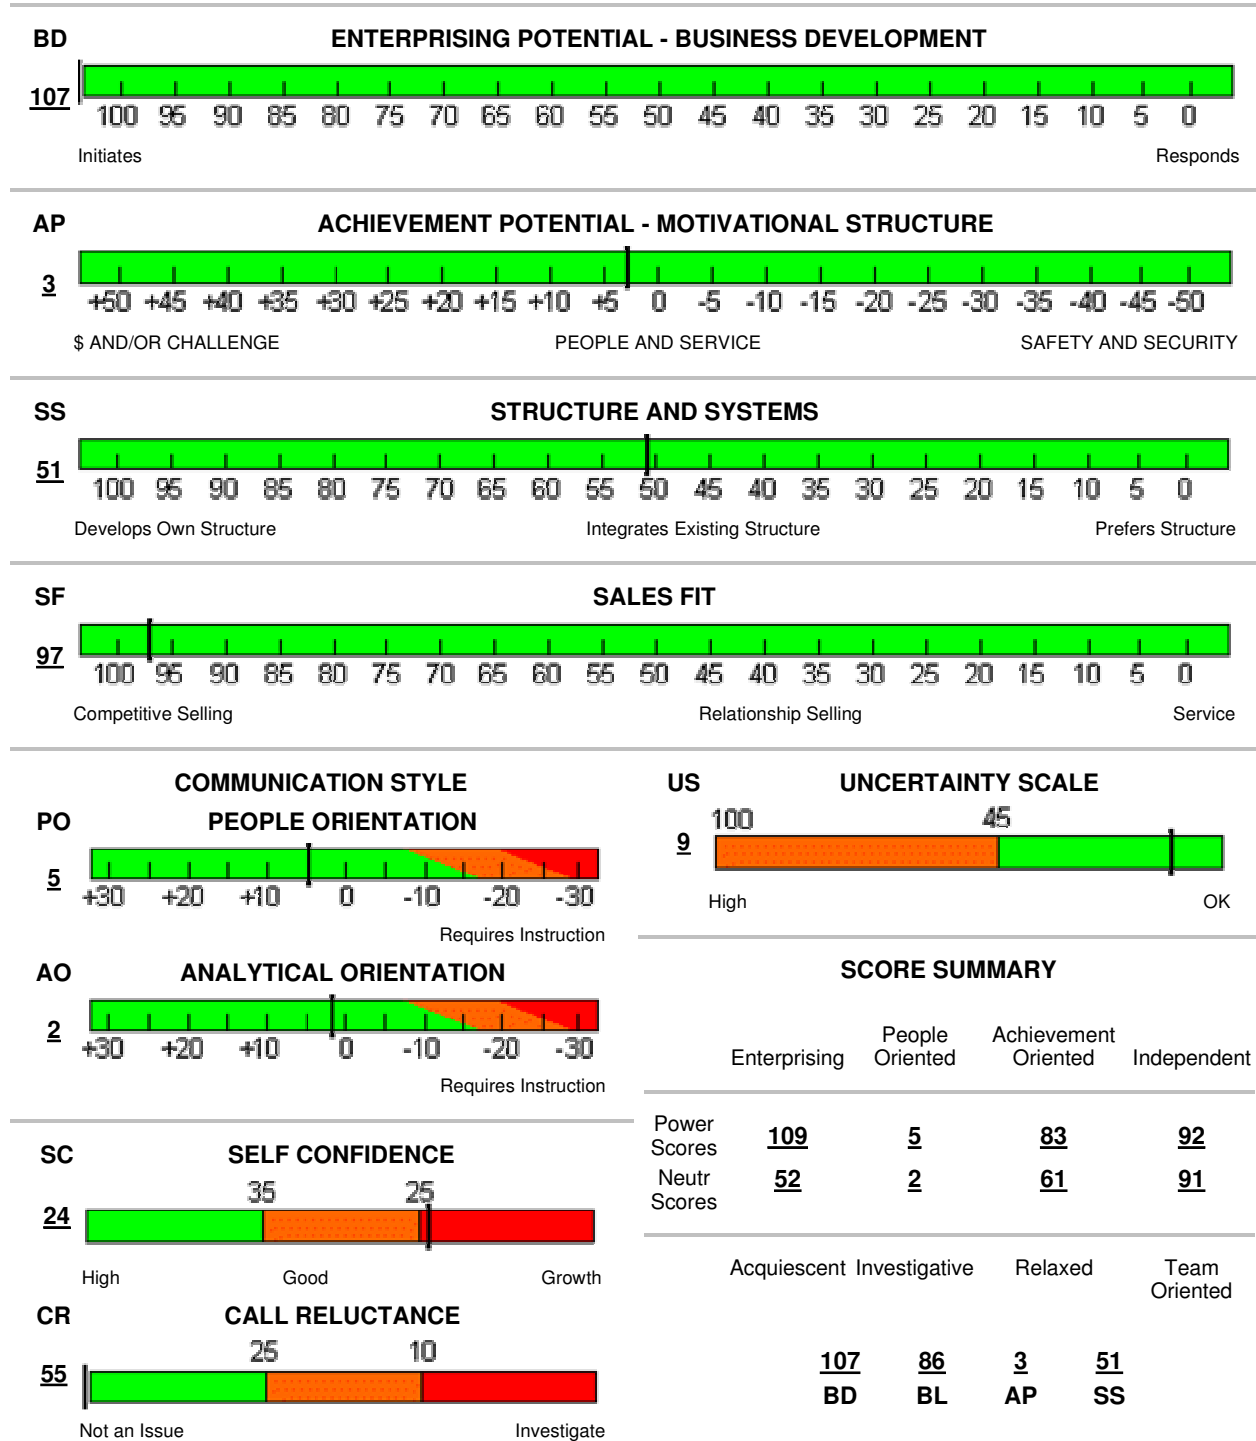 BD ENTERPRISING POTENTIAL - BUSINESS DEVELOPMENT
107
100 95 90 85 80 75 70 65 60 55 50 45 40 35 30 25 20 15 10 5 0
Initiates Responds
AP ACHIEVEMENT POTENTIAL - MOTIVATIONAL STRUCTURE
3
+50 +45 +40 +35 +30 +25 +20 +15 +10 +5 0 -5 -10 -15 -20 -25 -30 -35 -40 -45 -50
$ AND/OR CHALLENGE PEOPLE AND SERVICE SAFETY AND SECURITY
SS STRUCTURE AND SYSTEMS
51
100 95 90 85 80 75 70 65 60 55 50 45 40 35 30 25 20 15 10 5 0
Develops Own Structure Integrates Existing Structure Prefers Structure
SF SALES FIT
97
100 95 90 85 80 75 70 65 60 55 50 45 40 35 30 25 20 15 10 5 0
Competitive Selling Relationship Selling Service
COMMUNICATION STYLE
PO PEOPLE ORIENTATION
5
+30 +20 +10 0 -10 -20 -30
Requires Instruction
AO ANALYTICAL ORIENTATION
2
+30 +20 +10 0 -10 -20 -30
Requires Instruction
SC SELF CONFIDENCE
35 25
24
High Good Growth
CR CALL RELUCTANCE
25 10
55
Not an Issue Investigate
US UNCERTAINTY SCALE
100 45
9
High OK
SCORE SUMMARY
Enterprising People Oriented Achievement Oriented Independent
Power Scores 109 5 83 92
Neutr Scores 52 2 61 91
Acquiescent Investigative Relaxed Team Oriented
107 86 3 51
BD BL AP SS